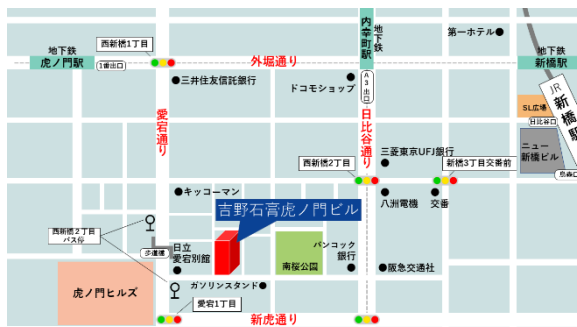 西新橋1丁目
地下鉄
虎ノ門駅
1番出口
外堀通り
内幸町駅
地下鉄
A3出口
第一ホテル
地下鉄
新橋駅
JR新橋駅
SL広場
日比谷口
ニュー
新橋ビル
烏森口
三井住友信託銀行
ドコモショップ
愛宕通り
日比谷通り
三菱東京UFJ銀行
西新橋2丁目
新橋3丁目交番前
八洲電機
交番
キッコーマン
吉野石膏虎ノ門ビル
西新橋2丁目
バス停
歩道橋
日立
愛宕別館
南桜公園
バンコック
銀行
阪急交通社
虎ノ門ヒルズ
ガソリンスタンド
愛宕1丁目
新虎通り